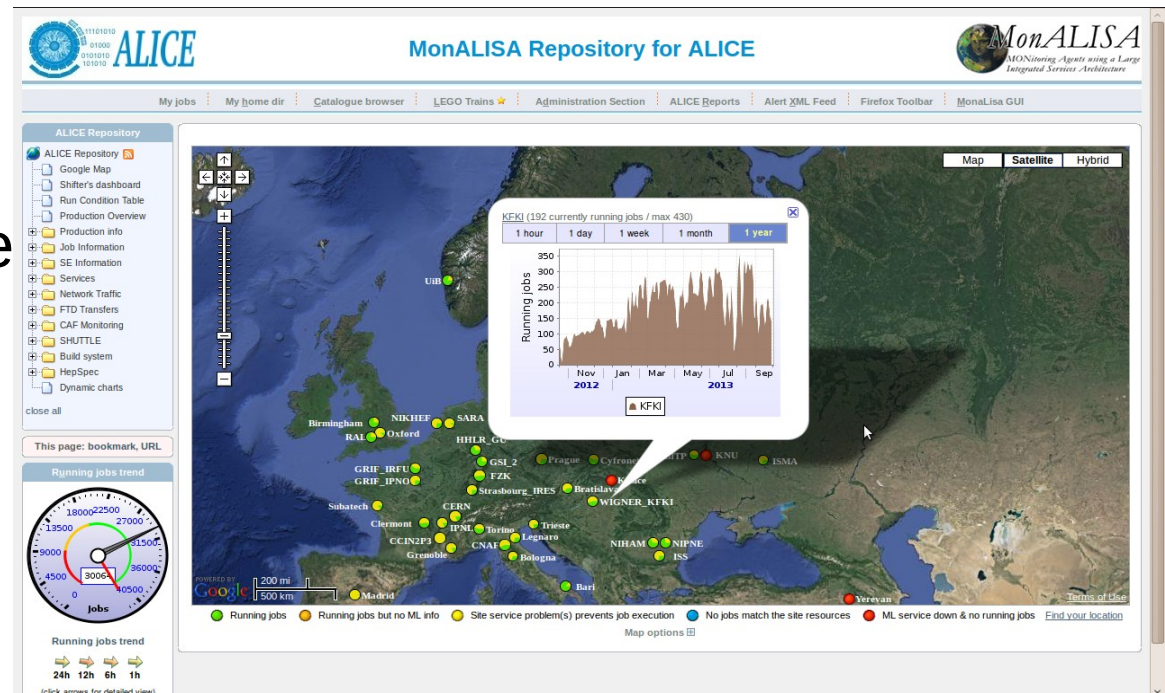 11101010
01000
0101010
101010
ALICE
MonALISA Repository for ALICE
MonALISA
MONitoring Agents using a Large
Integrated Services Architecture
My jobs
My home dir
Catalogue browser
LEGO Trains
Administration Section
ALICE Reports
Alert XML Feed
Firefox Toolbar
MonaLisa GUI
ALICE Repository
ALICE Repository
Google Map
Shifter's dashboard
Run Condition Table
Production Overview
Production info
Job Information
SE Information
Services
Network Traffic
FTD Transfers
CAF Monitoring
SHUTTLE
Build system
HepSpec
Dynamic charts
close all
e
This page: bookmark, URL
Running jobs trend
18000
22500
13500
27000
9000
31500
4500
36000
0
40500
Jobs
Running jobs trend
24h 12h 6h 1h
(click arrows for detailed view)
Map
Satellite
Hybrid
KFKI (192 currently running jobs / max 430)
1 hour
1 day
1 week
1 month
1 year
Running jobs
350
300
250
200
150
100
50
0
Nov
Jan
Mar
May
Jul
Sep
2012
2013
KFKI
UiB
Birmingham
NIKHEF
SARA
RAL
Oxford
HHLR_GU
GRIF_IRFU
GSI_2
Prague
Cyfronet
KNU
ISMA
GRIF_IPNO
FZK
Strasbourg_IRES
Bratislava
WIGNER_KFKI
Subatech
CERN
Clermont
IPNL
Torino
Trieste
CCIN2P3
Legnaro
CNAF
Grenoble
Bologna
NIHAM
NIPNE
ISS
Bari
Madrid
Yerevan
POWERED BY
Google
200 mi
500 km
Terms of Use
Running jobs
Running jobs but no ML info
Site service problem(s) prevents job execution
No jobs match the site resources
ML service down & no running jobs
Find your location
Map options